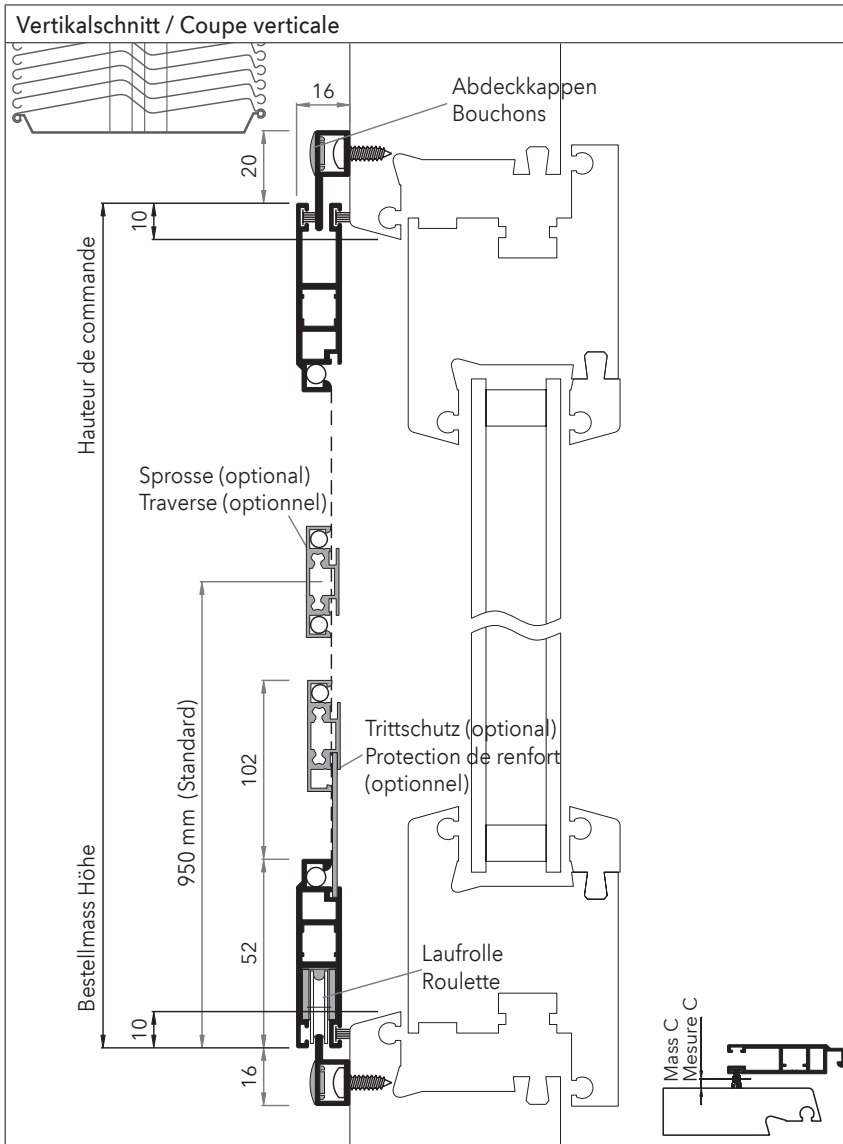 Vertikalschnitt / Coupe verticale
16
Abdeckkappen
Bouchons
20
10
Hauteur de commande
Sprosse (optional)
Traverse (optionnel)
950 mm (Standard)
102
Trittschutz (optional)
Protection de renfort
(optionnel)
Bestellmass Höhe
52
Laufrolle
Roulette
10
16
Mass C
Mesure C